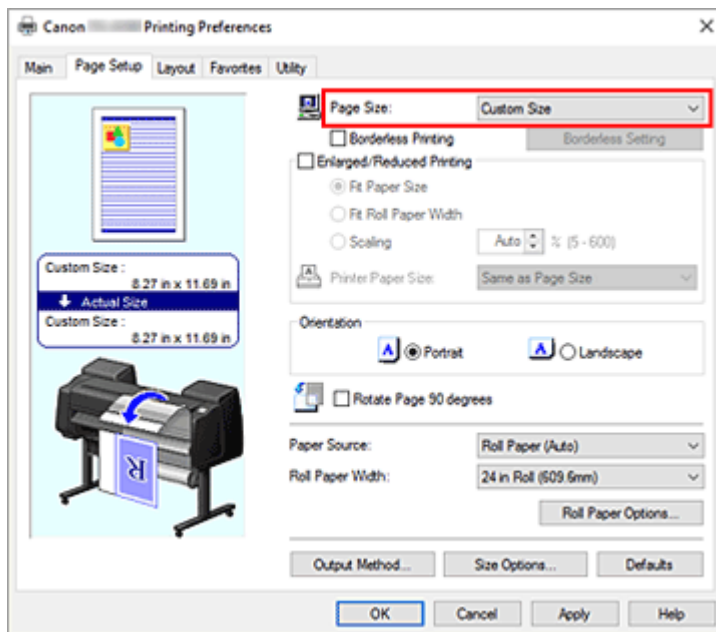 Canon Printing Preferences
Main Page Setup Layout Favorites Utility
Page Size: Custom Size
Borderless Printing Borderless Setting
Enlarged/Reduced Printing
Fit Paper Size
Fit Roll Paper Width
Scaling Auto % (5 - 600)
Printer Paper Size: Same as Page Size
Custom Size :
8.27 in x 11.69 in
Actual Size
Custom Size :
8.27 in x 11.69 in
Orientation
A Portrait A Landscape
Rotate Page 90 degrees
R
Paper Source: Roll Paper (Auto)
Roll Paper Width: 24 in Roll (609.6mm)
Roll Paper Options...
Output Method... Size Options... Defaults
OK Cancel Apply Help